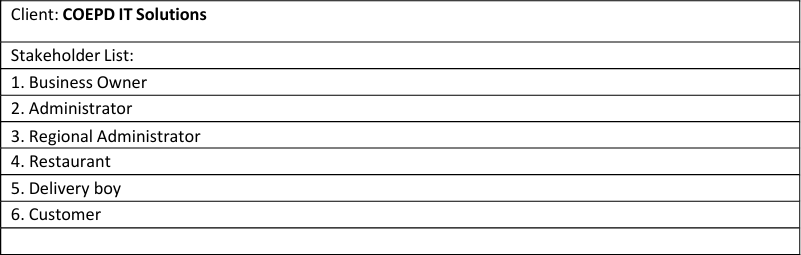 Client: COEPD IT Solutions
Stakeholder List:
1. Business Owner
2. Administrator
3. Regional Administrator
4. Restaurant
5. Delivery boy
6. Customer